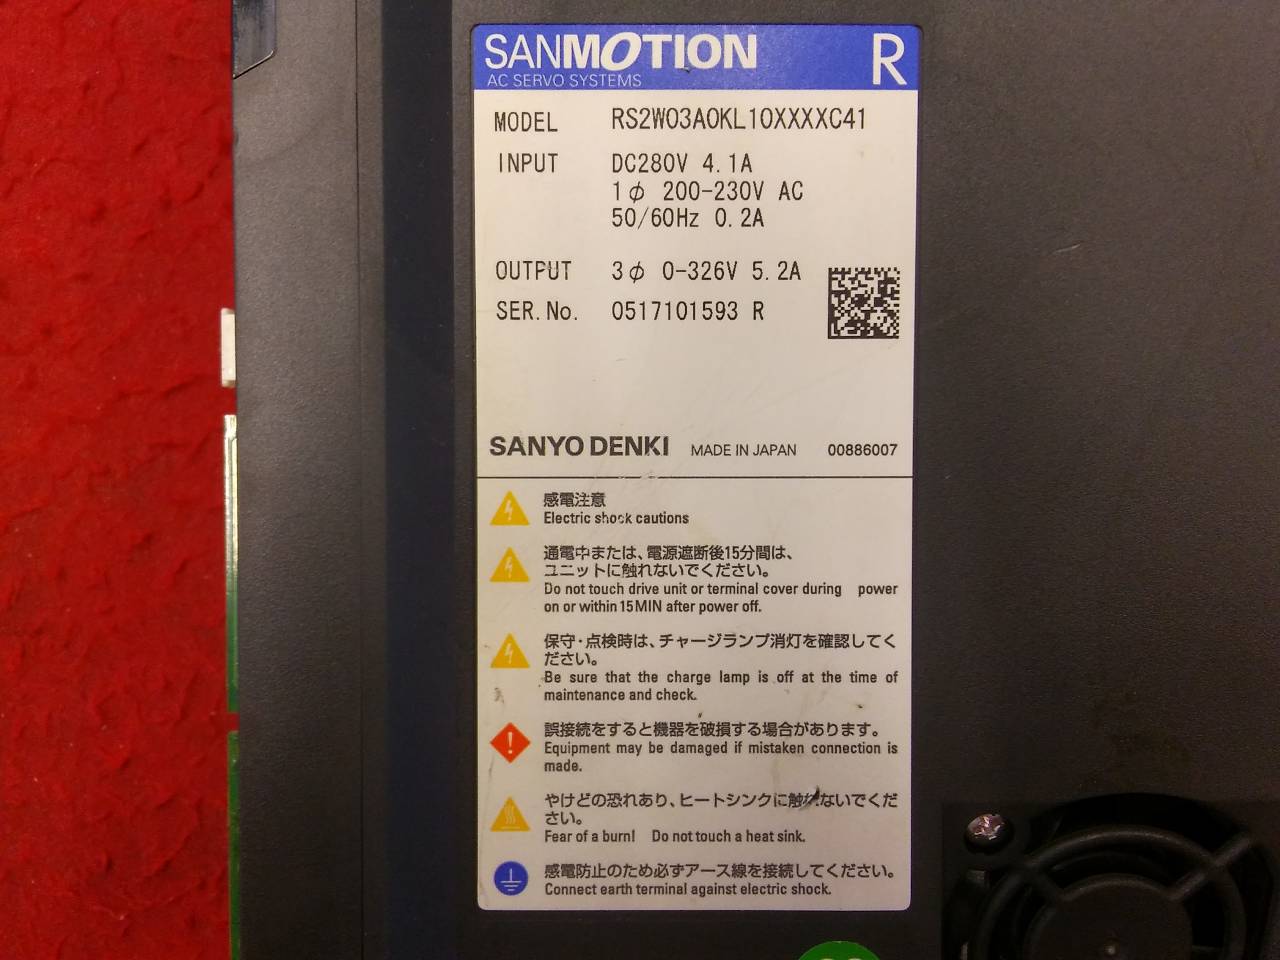 SANMOTION R
AC SERVO SYSTEMS
MODEL RS2W03A0KL10XXXXC41
INPUT DC280V 4.1A
1φ 200-230V AC
50/60Hz 0.2A
OUTPUT 3φ 0-326V 5.2A
SER.No. 0517101593 R
SANYO DENKI MADE IN JAPAN 00886007
感電注意
Electric shock cautions
通電中または、電源遮断後15分間は、
ユニットに触れないでください。
Do not touch drive unit or terminal cover during power
on or within 15MIN after power off.
保守・点検時は、チャージランプ消灯を確認してく
ださい。
Be sure that the charge lamp is off at the time of
maintenance and check.
誤接続をすると機器を破損する場合があります。
Equipment may be damaged if mistaken connection is
made.
やけどの恐れあり、ヒートシンクに触れないでくだ
さい。
Fear of a burn! Do not touch a heat sink.
感電防止のため必ずアース線を接続してください。
Connect earth terminal against electric shock.